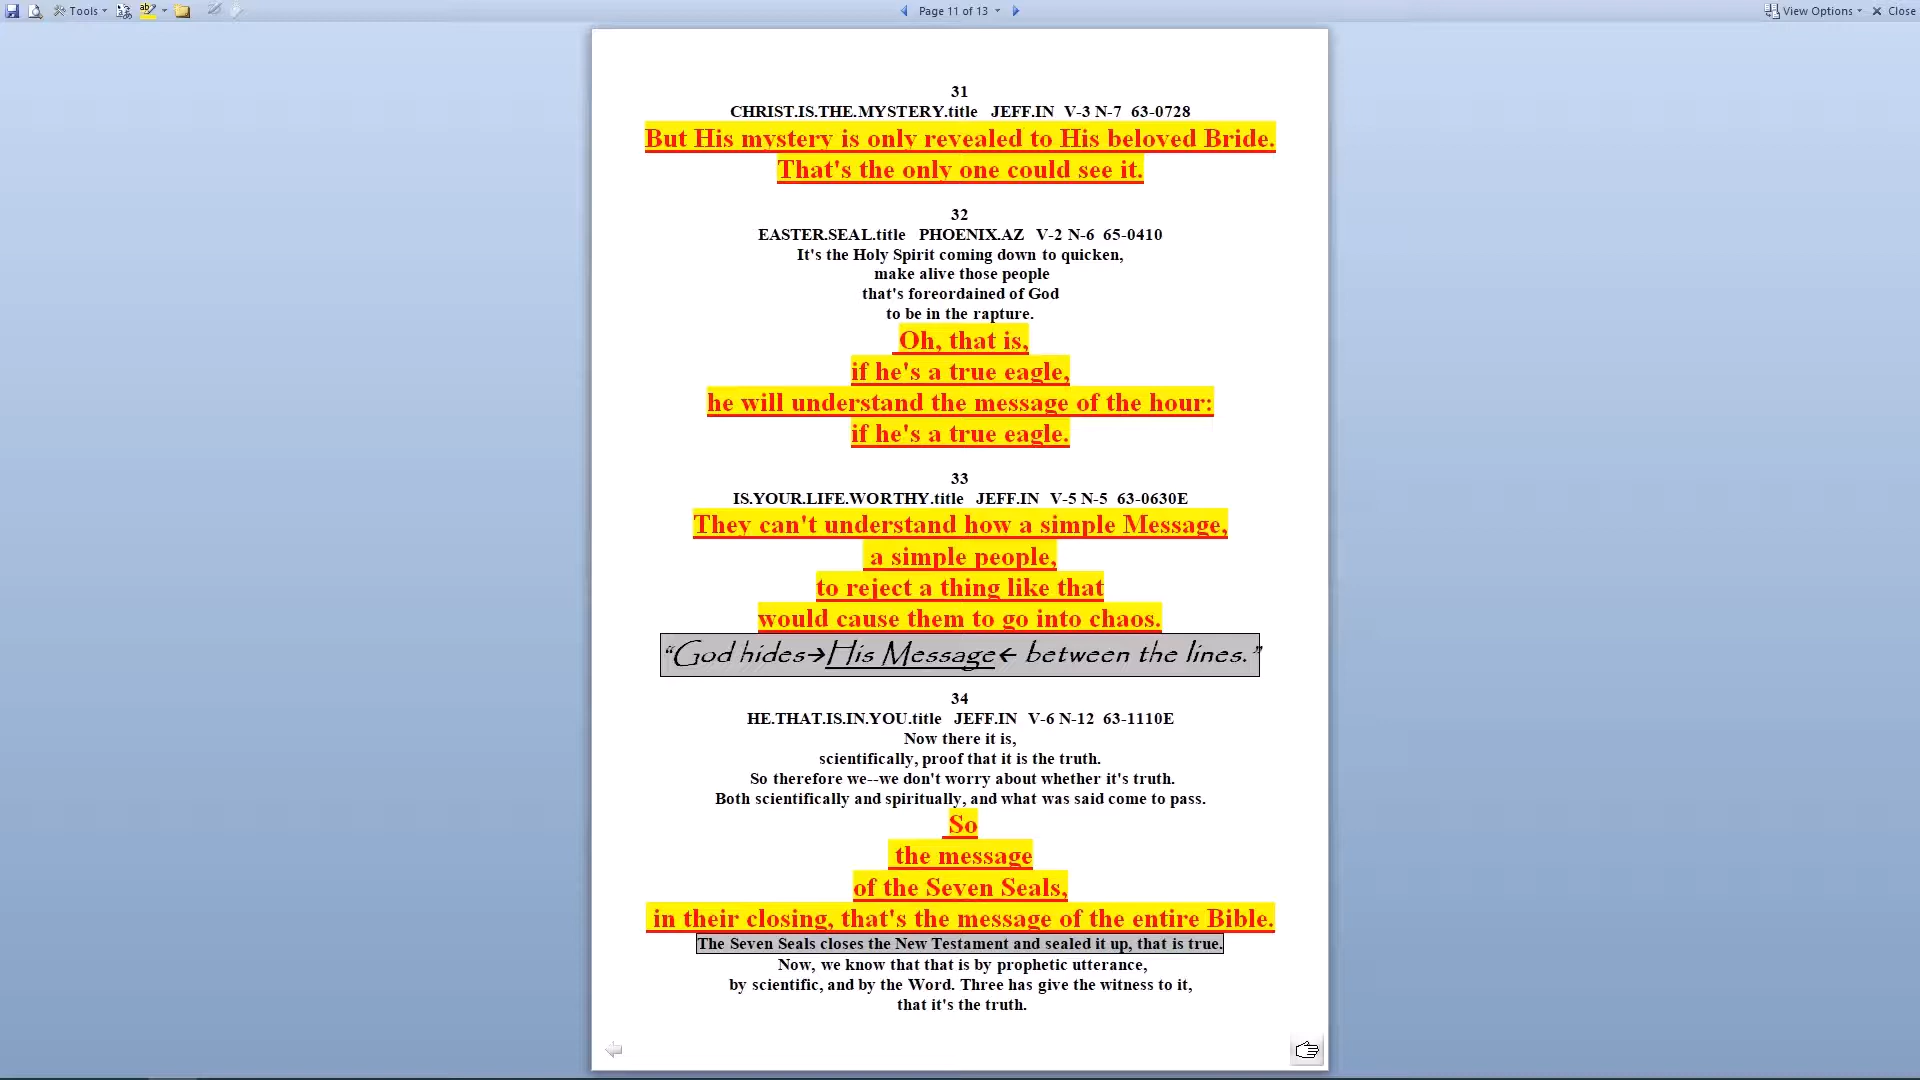 Tools
Page 11 of 13
View Options
Close
31
CHRIST.IS.THE.MYSTERY.title JEFF.IN V-3 N-7 63-0728
But His mystery is only revealed to His beloved Bride.
That's the only one could see it.
32
EASTER.SEAL.title PHOENIX.AZ V-2 N-6 65-0410
It's the Holy Spirit coming down to quicken,
make alive those people
that's foreordained of God
to be in the rapture.
Oh, that is,
if he's a true eagle,
he will understand the message of the hour:
if he's a true eagle.
33
IS.YOUR.LIFE.WORTHY.title JEFF.IN V-5 N-5 63-0630E
They can't understand how a simple Message,
a simple people,
to reject a thing like that
would cause them to go into chaos.
“God hides→His Message← between the lines.”
34
HE.THAT.IS.IN.YOU.title JEFF.IN V-6 N-12 63-1110E
Now there it is,
scientifically, proof that it is the truth.
So therefore we--we don't worry about whether it's truth.
Both scientifically and spiritually, and what was said come to pass.
So
the message
of the Seven Seals,
in their closing, that's the message of the entire Bible.
The Seven Seals closes the New Testament and sealed it up, that is true.
Now, we know that that is by prophetic utterance,
by scientific, and by the Word. Three has give the witness to it,
that it's the truth.